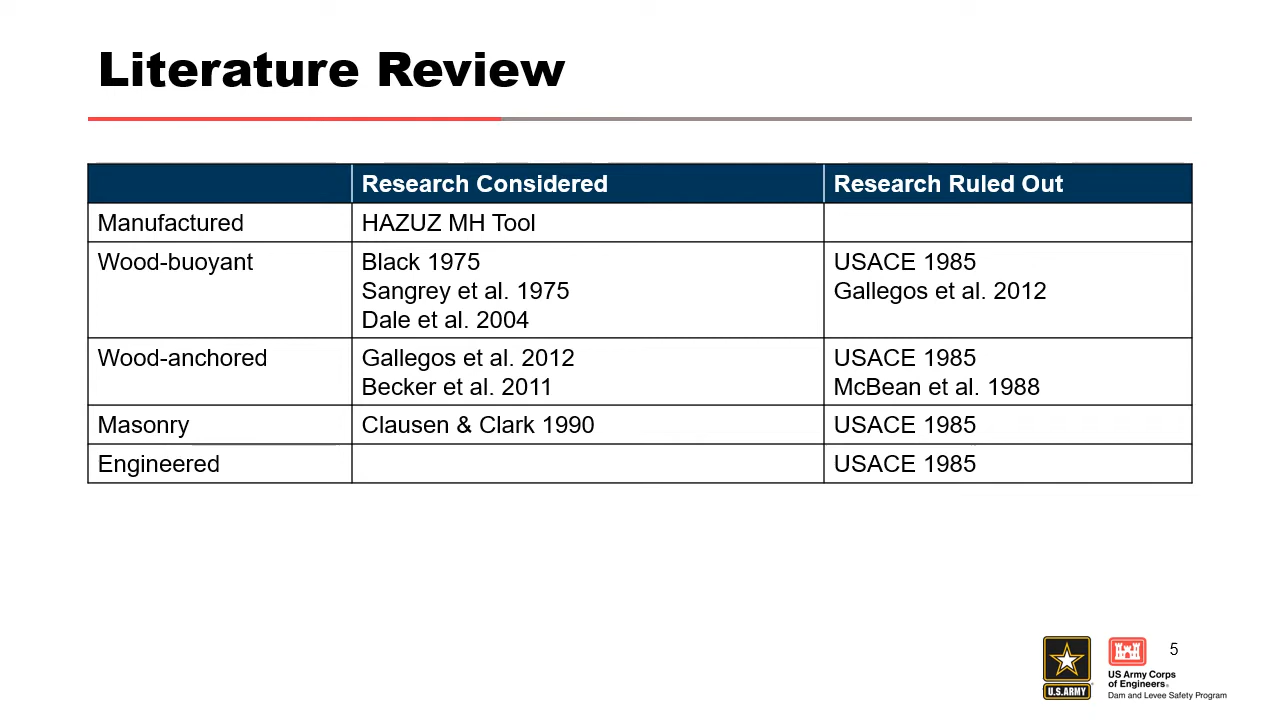 Literature Review
Research Considered
Research Ruled Out
Manufactured
HAZUZ MH Tool
Wood-buoyant
Black 1975
Sangrey et al. 1975
Dale et al. 2004
USACE 1985
Gallegos et al. 2012
Wood-anchored
Gallegos et al. 2012
Becker et al. 2011
USACE 1985
McBean et al. 1988
Masonry
Clausen & Clark 1990
USACE 1985
Engineered
USACE 1985
U.S.ARMY
US Army Corps
of Engineers®
Dam and Levee Safety Program
5